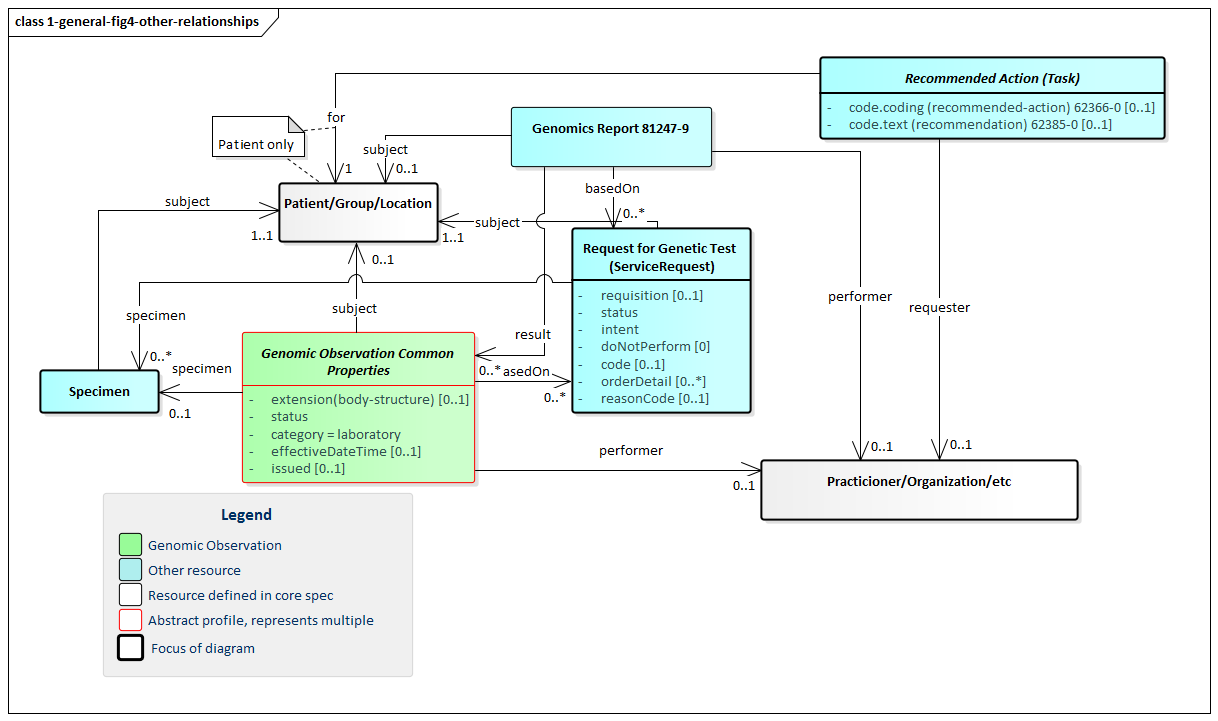 class 1-general-fig4-other-relationships
Recommended Action (Task)
- code.coding (recommended-action) 62366-0 [0..1]
- code.text (recommendation) 62385-0 [0..1]
for
Patient only
Genomics Report 81247-9
subject
0..1
1
basedOn
0..*
subject
1..1
Patient/Group/Location
subject
1..1
0..1
subject
Request for Genetic Test
(ServiceRequest)
- requisition [0..1]
- status
- intent
- doNotPerform [0]
- code [0..1]
- orderDetail [0..*]
- reasonCode [0..1]
performer
requester
specimen
0..*
result
0..*
asedOn
0..*
specimen
0..1
Specimen
Genomic Observation Common
Properties
- extension(body-structure) [0..1]
- status
- category = laboratory
- effectiveDateTime [0..1]
- issued [0..1]
performer
0..1
0..1
0..1
Practicioner/Organization/etc
Legend
Genomic Observation
Other resource
Resource defined in core spec
Abstract profile, represents multiple
Focus of diagram